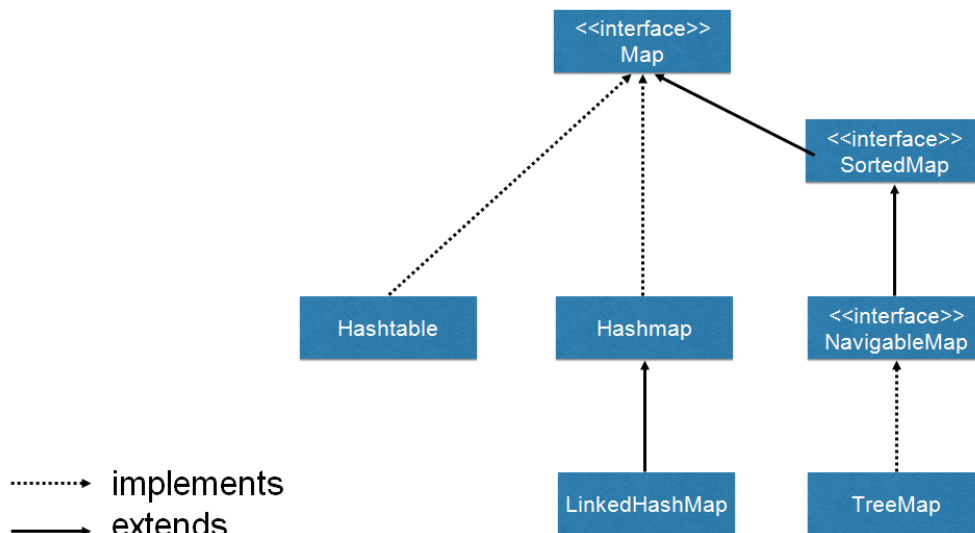 <<interface>>
Map
<<interface>>
SortedMap
Hashtable
Hashmap
<<interface>>
NavigableMap
implements
extends
LinkedHashMap
TreeMap